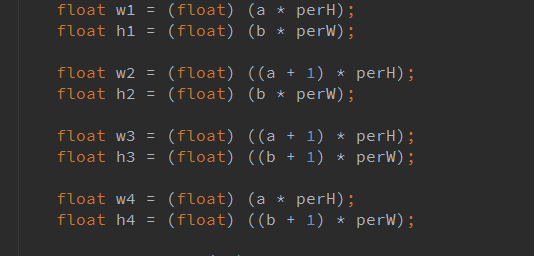 float w1 = (float) (a * perH);
float h1 = (float) (b * perW);
float w2 = (float) ((a + 1) * perH);
float h2 = (float) (b * perW);
float w3 = (float) ((a + 1) * perH);
float h3 = (float) ((b + 1) * perW);
float w4 = (float) (a * perH);
float h4 = (float) ((b + 1) * perW);